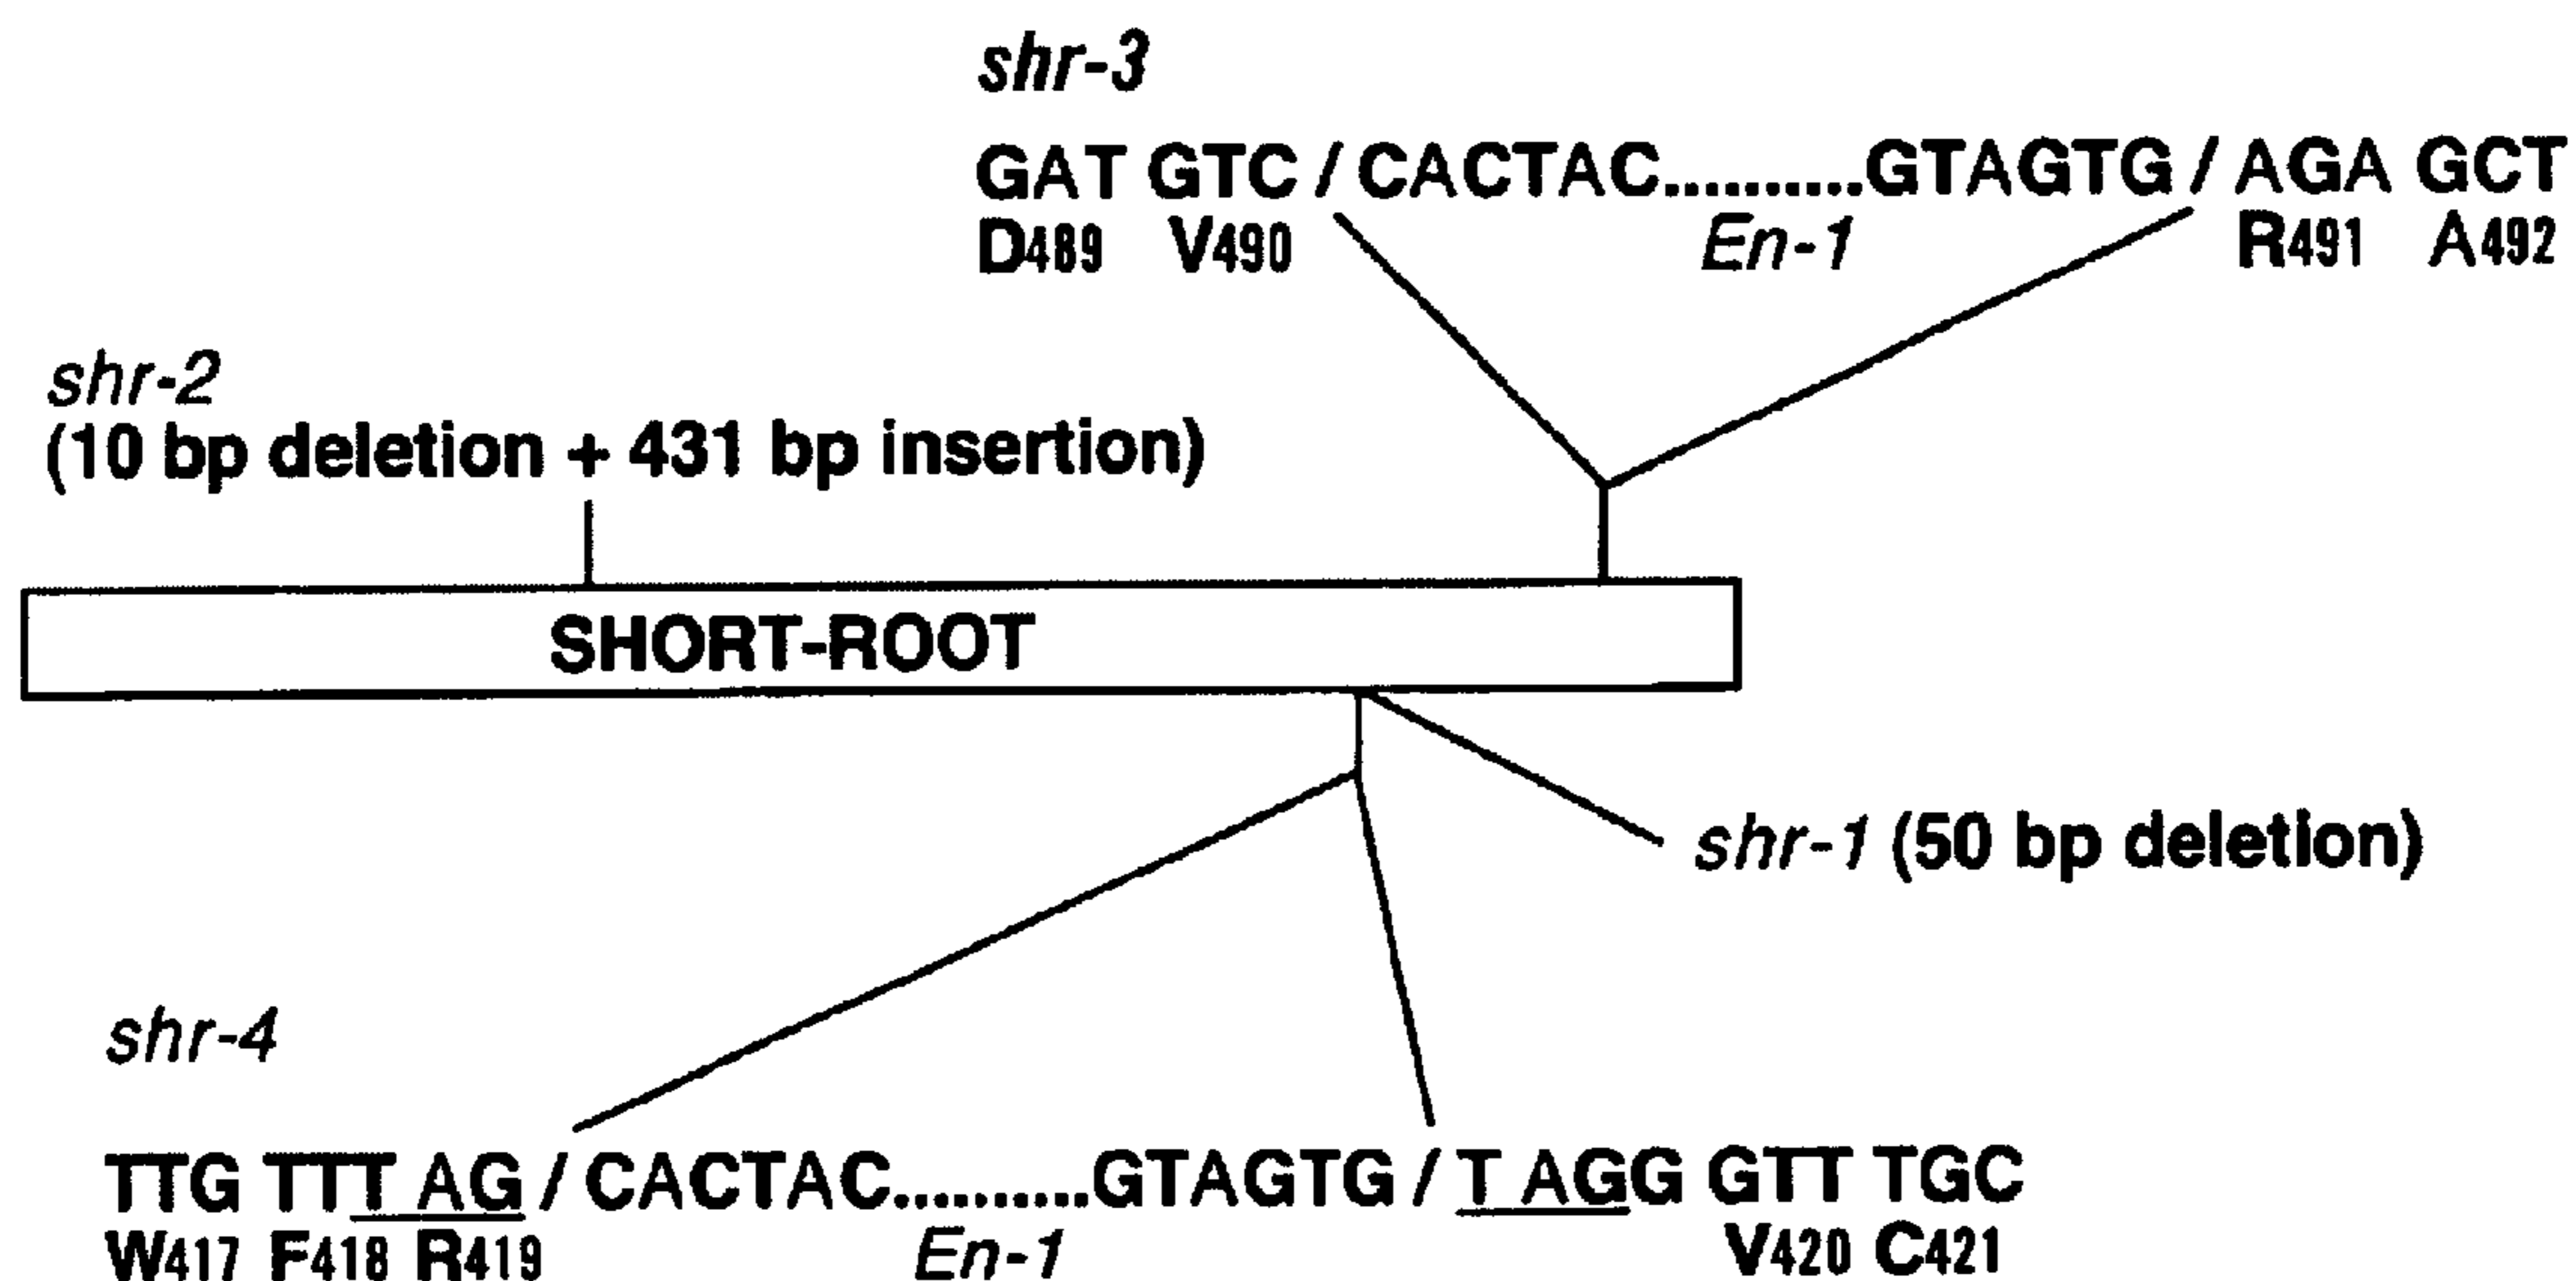 shr-3
GAT GTC / CACTAC..........GTAGTG / AGA GCT
D489 V490 En-1 R491 A492
shr-2
(10 bp deletion + 431 bp insertion)
SHORT-ROOT
shr-1 (50 bp deletion)
shr-4
TTG TTT AG / CACTAC..........GTAGTG / T AGG GTT TGC
W417 F418 R419 En-1 V420 C421